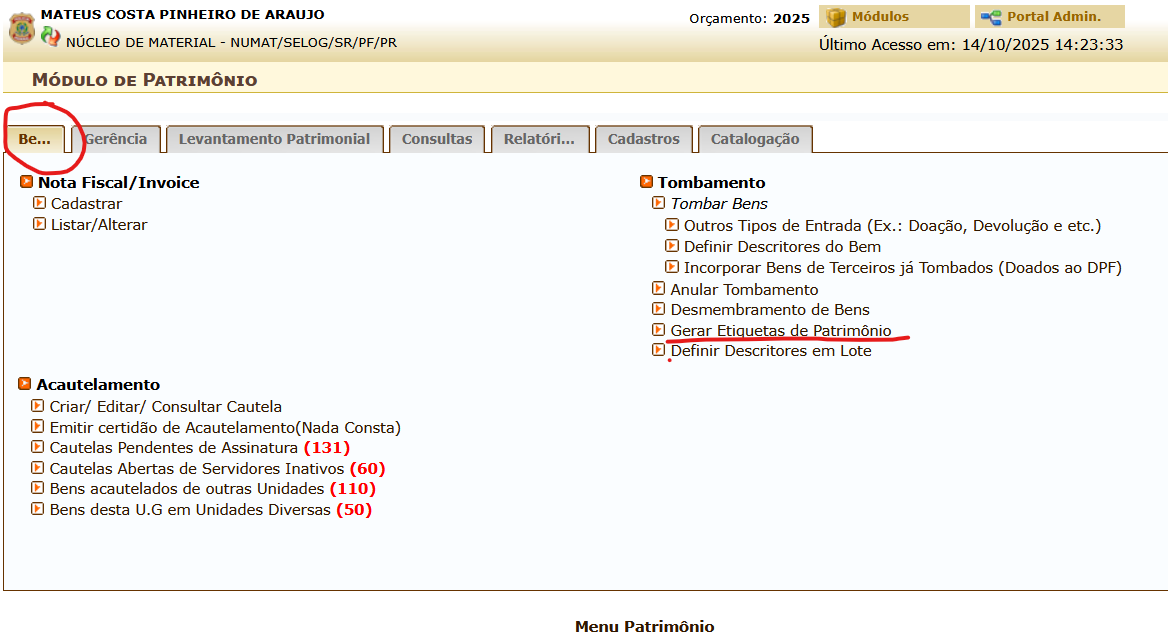 MATEUS COSTA PINHEIRO DE ARAUJO
NÚCLEO DE MATERIAL - NUMAT/SELOG/SR/PF/PR
Orçamento: 2025
Módulos
Portal Admin.
Último Acesso em: 14/10/2025 14:23:33
MÓDULO DE PATRIMÔNIO
Be...
Gerência
Levantamento Patrimonial
Consultas
Relatóri...
Cadastros
Catalogação
Nota Fiscal/Invoice
Cadastrar
Listar/Alterar
Tombamento
Tombar Bens
Outros Tipos de Entrada (Ex.: Doação, Devolução e etc.)
Definir Descritores do Bem
Incorporar Bens de Terceiros já Tombados (Doados ao DPF)
Anular Tombamento
Desmembramento de Bens
Gerar Etiquetas de Patrimônio
Definir Descritores em Lote
Acautelamento
Criar/ Editar/ Consultar Cautela
Emitir certidão de Acautelamento(Nada Consta)
Cautelas Pendentes de Assinatura (131)
Cautelas Abertas de Servidores Inativos (60)
Bens acautelados de outras Unidades (110)
Bens desta U.G em Unidades Diversas (50)
Menu Patrimônio